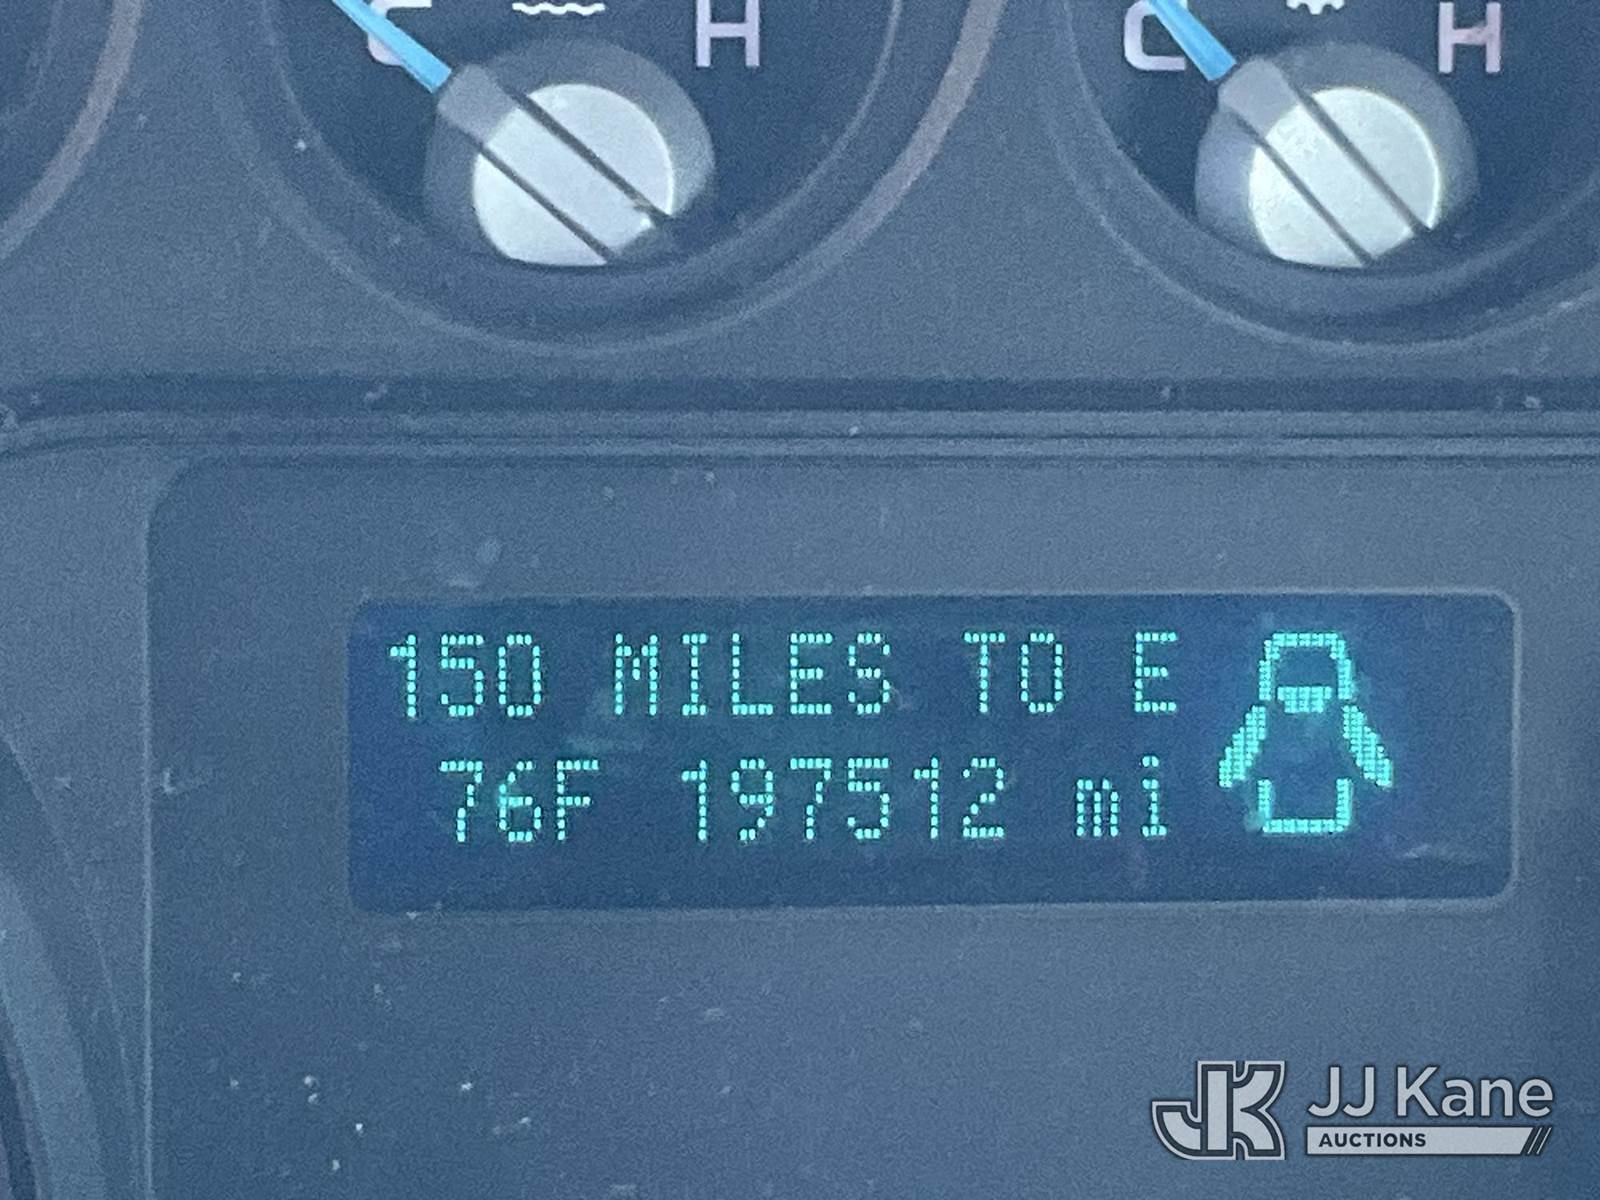 C H C H
150 MILES TO E
76F 197512 mi
JK JJ Kane
AUCTIONS